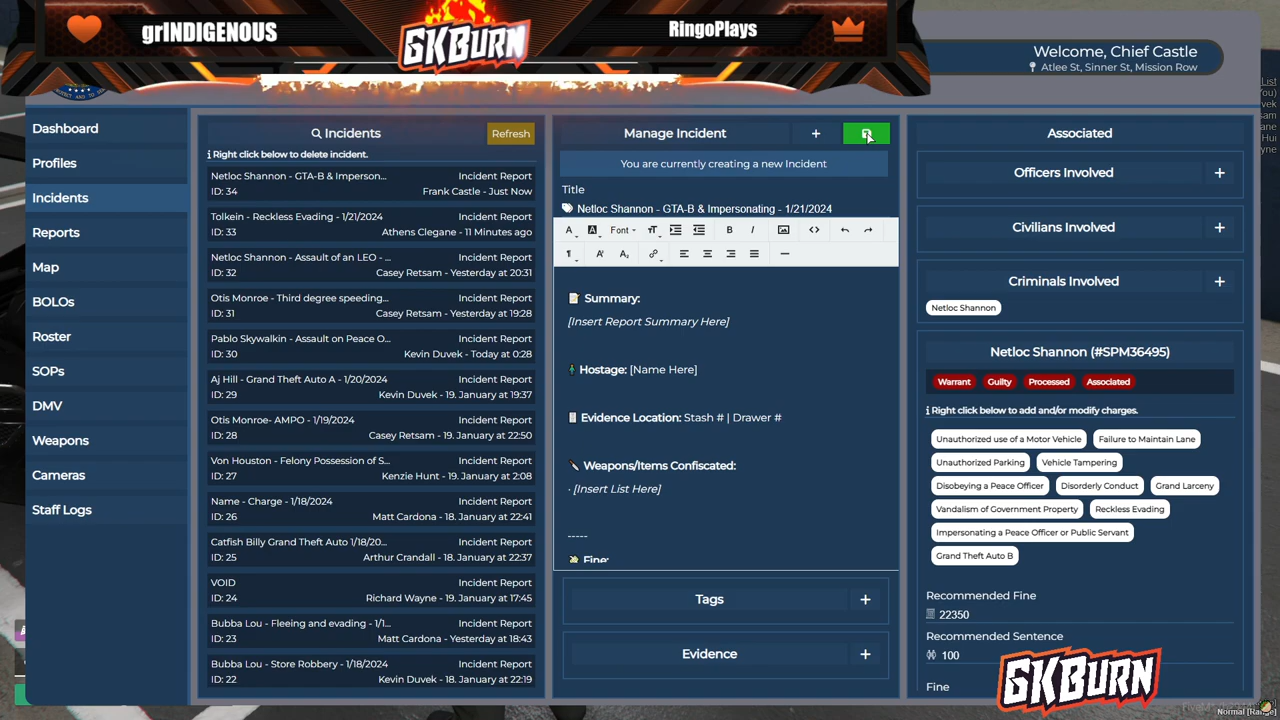 grINDIGENOUS
GKBURN
RingoPlays
Welcome, Chief Castle
Atlee St, Sinner St, Mission Row
Dashboard
Profiles
Incidents
Reports
Map
BOLOs
Roster
SOPs
DMV
Weapons
Cameras
Staff Logs
Incidents
Refresh
Right click below to delete incident.
Netloc Shannon - GTA-B & Imperson... Incident Report
ID: 34 Frank Castle - Just Now
Tolkein - Reckless Evading - 1/21/2024 Incident Report
ID: 33 Athens Clegane - 11 Minutes ago
Netloc Shannon - Assault of an LEO - ... Incident Report
ID: 32 Casey Retsam - Yesterday at 20:31
Otis Monroe - Third degree speeding... Incident Report
ID: 31 Casey Retsam - Yesterday at 19:28
Pablo Skywalkin - Assault on Peace O... Incident Report
ID: 30 Kevin Duvek - Today at 0:28
Aj Hill - Grand Theft Auto A - 1/20/2024 Incident Report
ID: 29 Kevin Duvek - 19. January at 19:37
Otis Monroe- AMPO - 1/19/2024 Incident Report
ID: 28 Casey Retsam - 19. January at 22:50
Von Houston - Felony Possession of S... Incident Report
ID: 27 Kenzie Hunt - 19. January at 2:08
Name - Charge - 1/18/2024 Incident Report
ID: 26 Matt Cardona - 18. January at 22:41
Catfish Billy.Grand Theft Auto 1/18/20... Incident Report
ID: 25 Arthur Crandall - 18. January at 22:37
VOID Incident Report
ID: 24 Richard Wayne - 19. January at 17:45
Bubba Lou - Fleeing and evading - 1/1... Incident Report
ID: 23 Matt Cardona - Yesterday at 18:43
Bubba Lou - Store Robbery - 1/18/2024 Incident Report
ID: 22 Kevin Duvek - 18. January at 22:19
Manage Incident +
You are currently creating a new Incident
Title
Netloc Shannon - GTA-B & Impersonating - 1/21/2024
A A Font B I
Summary:
[Insert Report Summary Here]
Hostage: [Name Here]
Evidence Location: Stash # | Drawer #
Weapons/Items Confiscated:
· [Insert List Here]
-----
Fine:
Tags +
Evidence +
Associated
Officers Involved +
Civilians Involved +
Criminals Involved +
Netloc Shannon
Netloc Shannon (#SPM36495)
Warrant Guilty Processed Associated
Right click below to add and/or modify charges.
Unauthorized use of a Motor Vehicle Failure to Maintain Lane
Unauthorized Parking Vehicle Tampering
Disobeying a Peace Officer Disorderly Conduct Grand Larceny
Vandalism of Government Property Reckless Evading
Impersonating a Peace Officer or Public Servant
Grand Theft Auto B
Recommended Fine
22350
Recommended Sentence
100
Fine
GKBURN